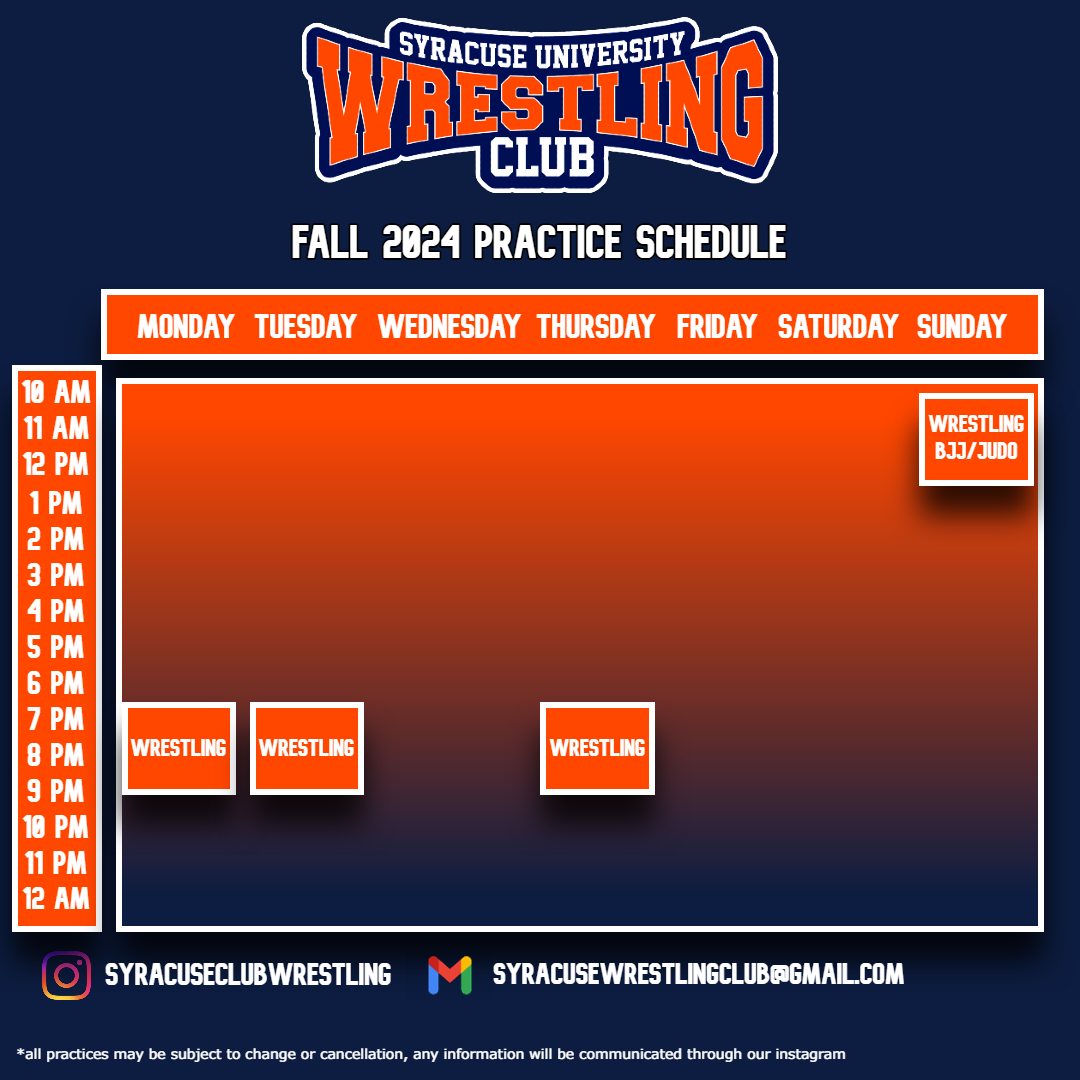 SYRACUSE UNIVERSITY
WRESTLING
CLUB
FALL 2024 PRACTICE SCHEDULE
MONDAY TUESDAY WEDNESDAY THURSDAY FRIDAY SATURDAY SUNDAY
10 AM
11 AM
12 PM
1 PM
2 PM
3 PM
4 PM
5 PM
6 PM
7 PM
8 PM
9 PM
10 PM
11 PM
12 AM
WRESTLING
BJJ/JUDO
WRESTLING WRESTLING WRESTLING
SYRACUSECLUBWRESTLING SYRACUSEWRESTLINGCLUB@GMAIL.COM
*all practices may be subject to change or cancellation, any information will be communicated through our instagram